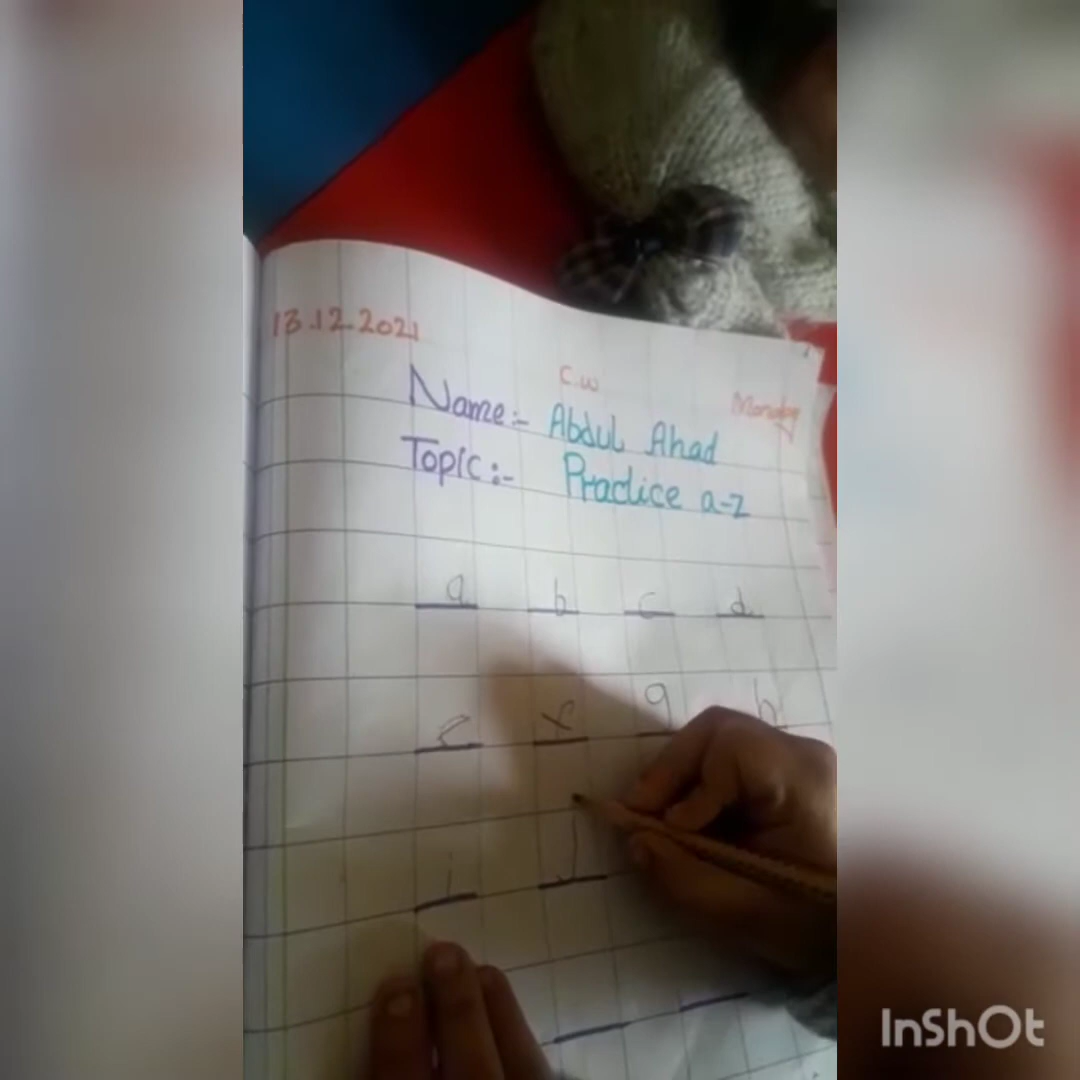 13.12.2021
C.W
Monday
Name:- Abdul Ahad
Topic:- Practice a-z
a b c d
e f g h
i j
InShOt